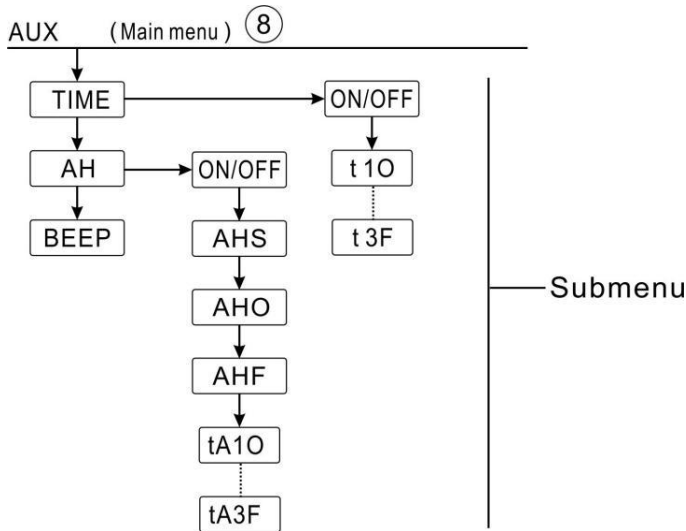 AUX (Main menu) 8
TIME ON/OFF
AH ON/OFF t 1O
BEEP AHS t 3F
AHO Submenu
AHF
tA1O
tA3F